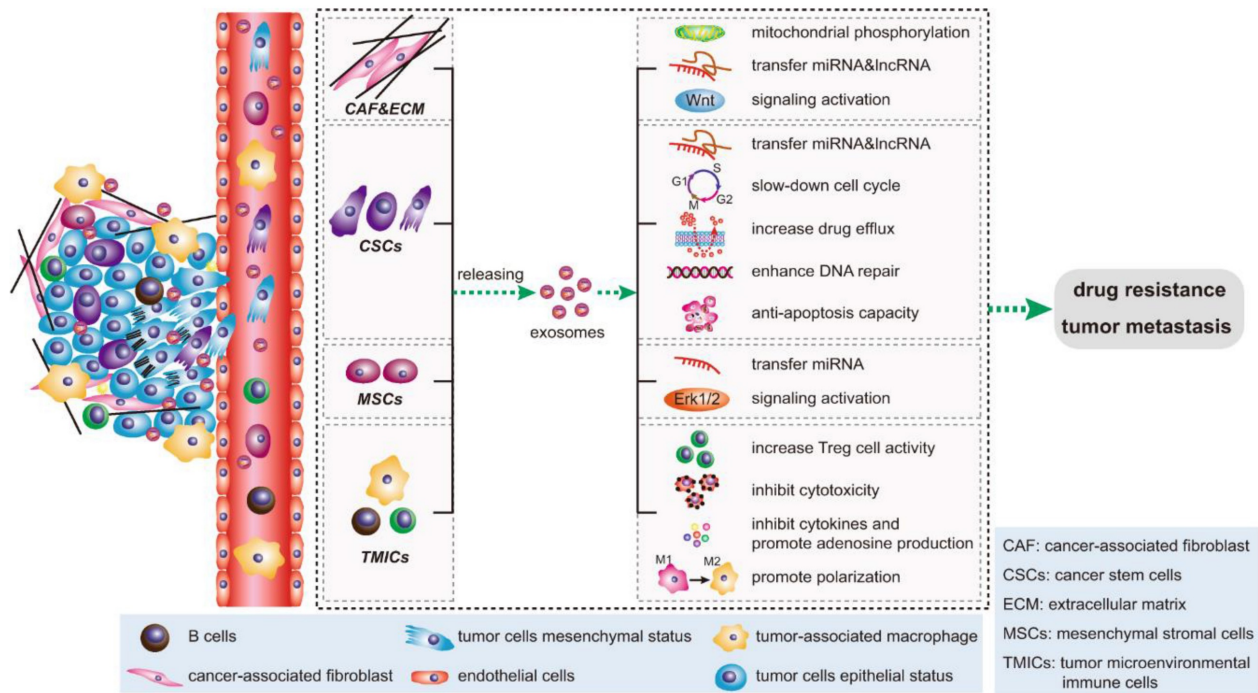 CAF&ECM
CSCs
MSCs
TMICs
releasing
exosomes
mitochondrial phosphorylation
transfer miRNA&lncRNA
Wnt
signaling activation
transfer miRNA&lncRNA
S
G1
G2
M
slow-down cell cycle
increase drug efflux
enhance DNA repair
anti-apoptosis capacity
transfer miRNA
Erk1/2
signaling activation
increase Treg cell activity
inhibit cytotoxicity
inhibit cytokines and
promote adenosine production
M1
M2
promote polarization
drug resistance
tumor metastasis
B cells
tumor cells mesenchymal status
tumor-associated macrophage
cancer-associated fibroblast
endothelial cells
tumor cells epithelial status
CAF: cancer-associated fibroblast
CSCs: cancer stem cells
ECM: extracellular matrix
MSCs: mesenchymal stromal cells
TMICs: tumor microenvironmental
immune cells